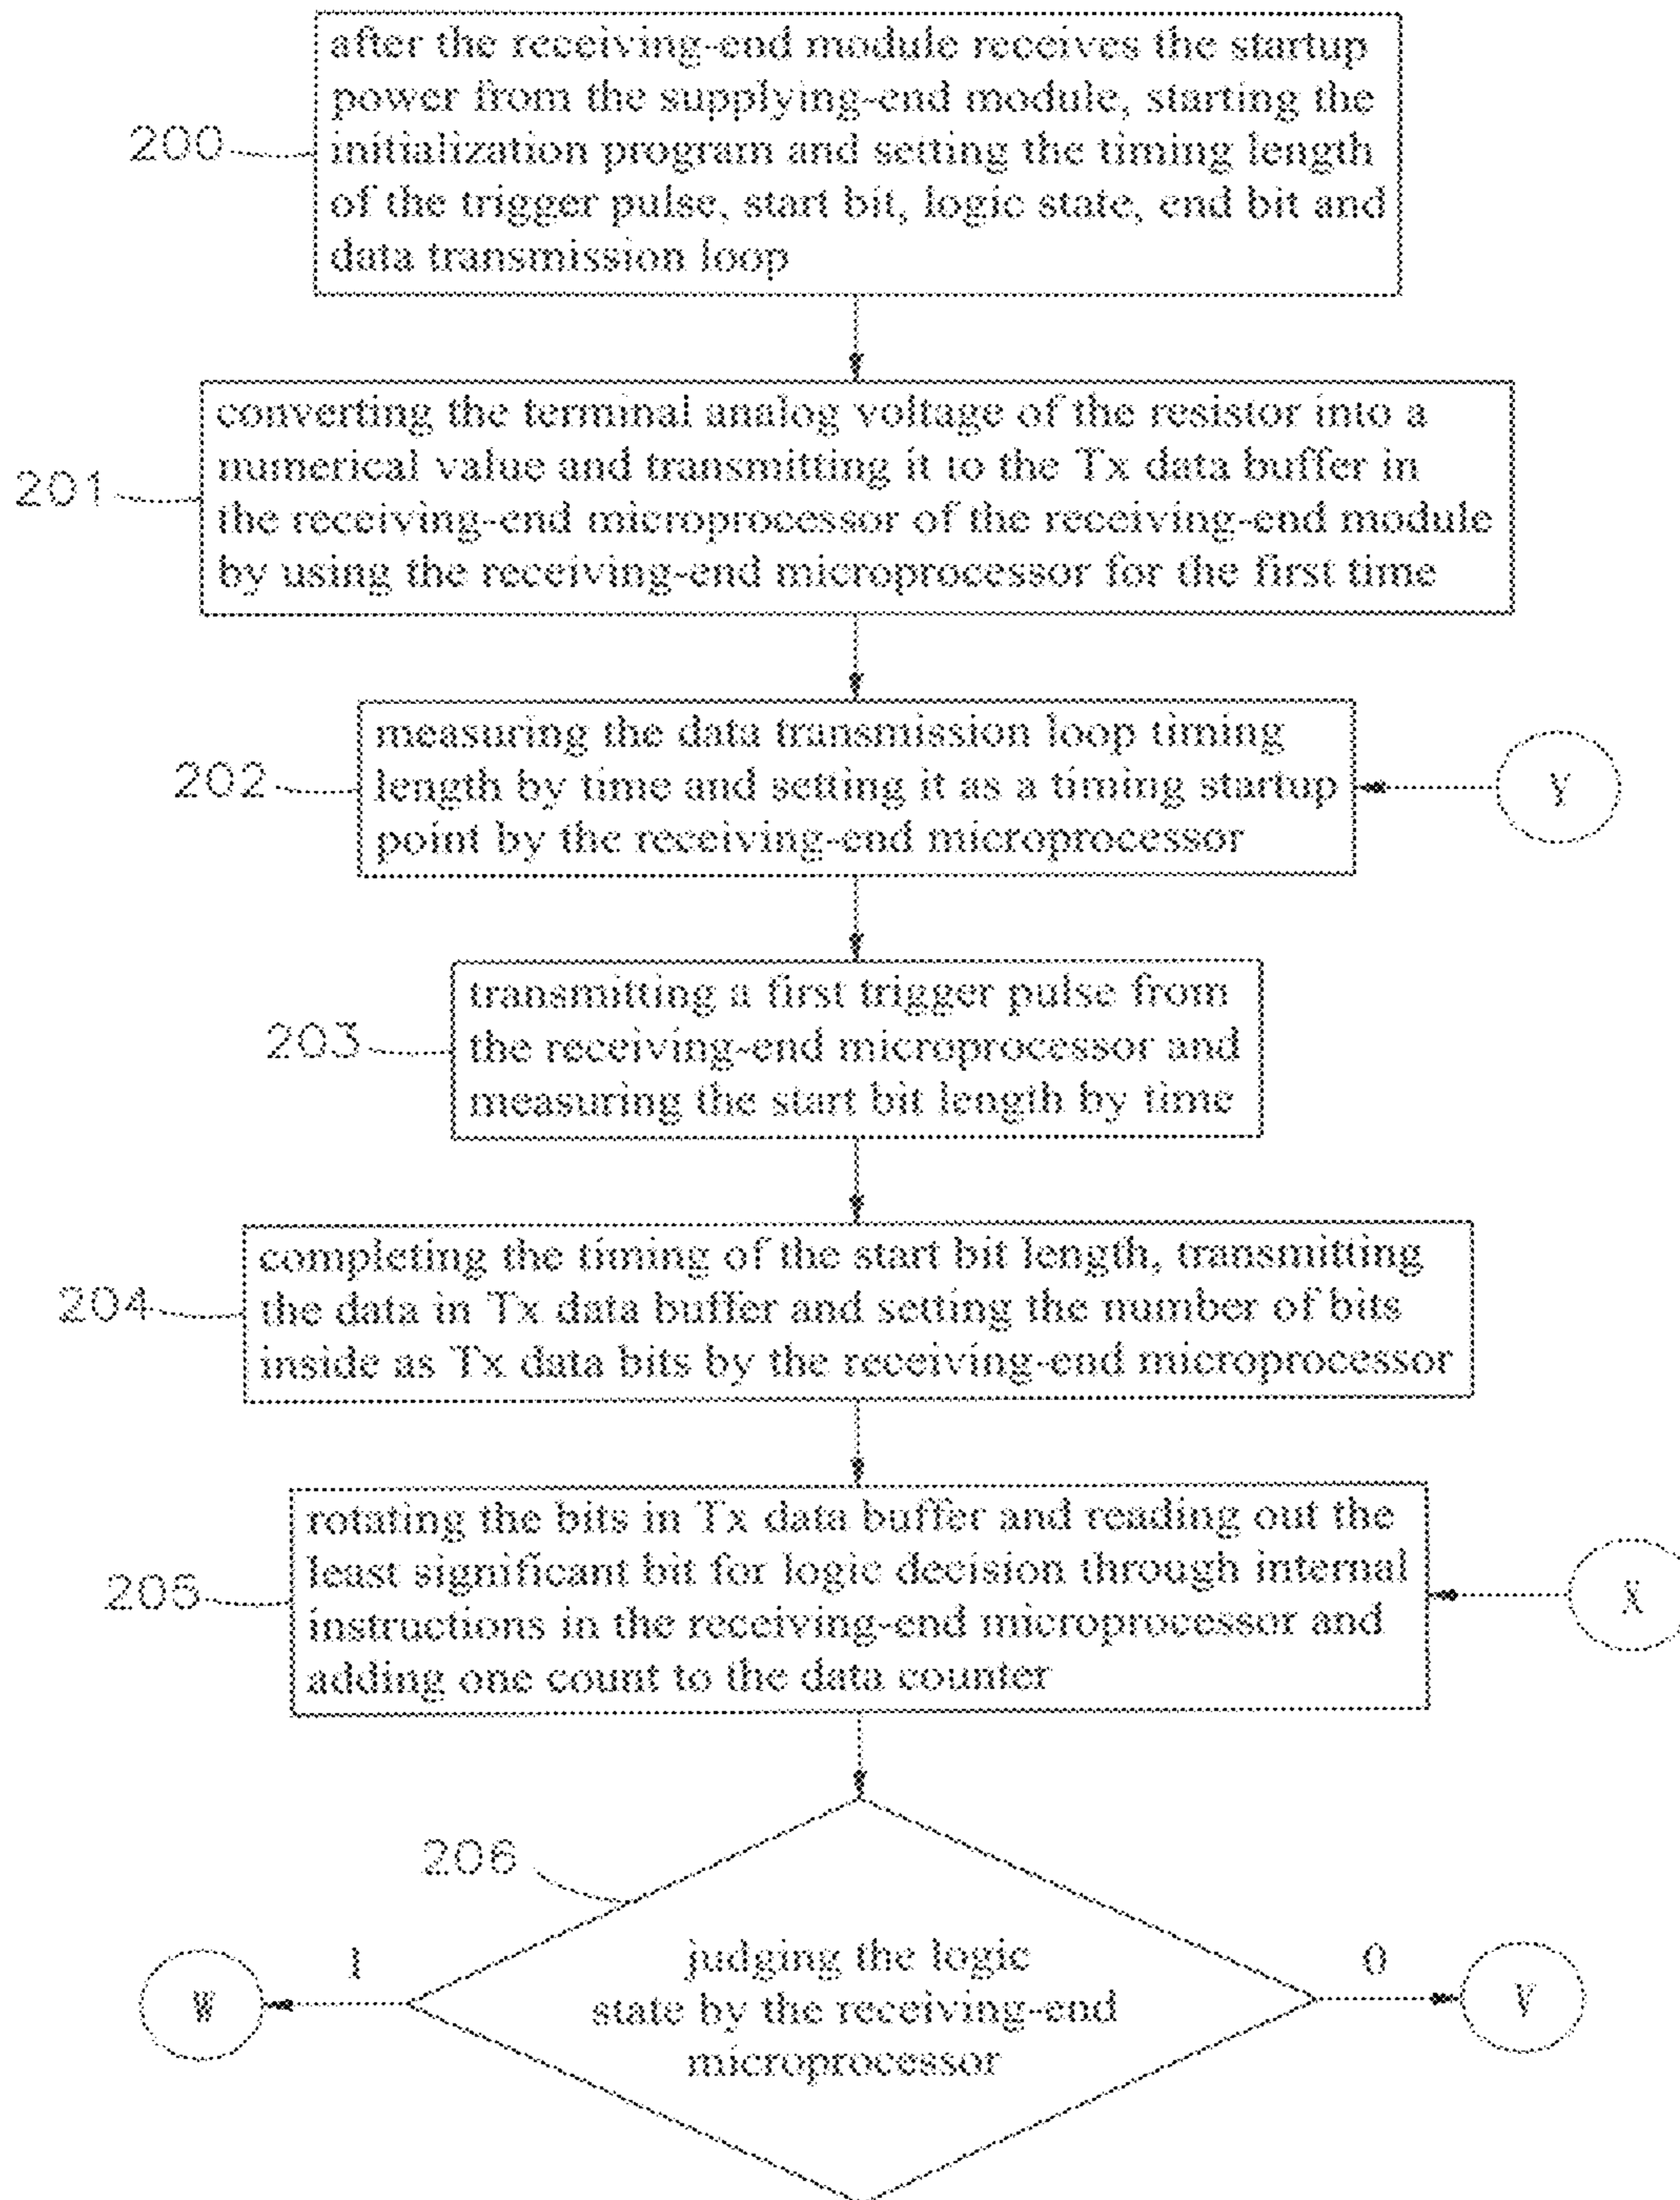 after the receiving-end module receives the startup
power from the supplying-end module, starting the
200
initialization program and setting the timing length
of the trigger pulse, start bit, logic state, end bit and
data transmission loop
converting the terminal analog voltage of the resistor into a
numerical value and transmitting it to the Tx data buffer in
201
the receiving-end microprocessor of the receiving-end module
by using the receiving-end microprocessor for the first time
measuring the data transmission loop timing
202
length by time and setting it as a timing startup
Y
point by the receiving-end microprocessor
transmitting a first trigger pulse from
203
the receiving-end microprocessor and
measuring the start bit length by time
completing the timing of the start bit length, transmitting
204
the data in Tx data buffer and setting the number of bits
inside as Tx data bits by the receiving-end microprocessor
rotating the bits in Tx data buffer and reading out the
least significant bit for logic decision through internal
205
X
instructions in the receiving-end microprocessor and
adding one count to the data counter
206
1
judging the logic
0
W
state by the receiving-end
V
microprocessor